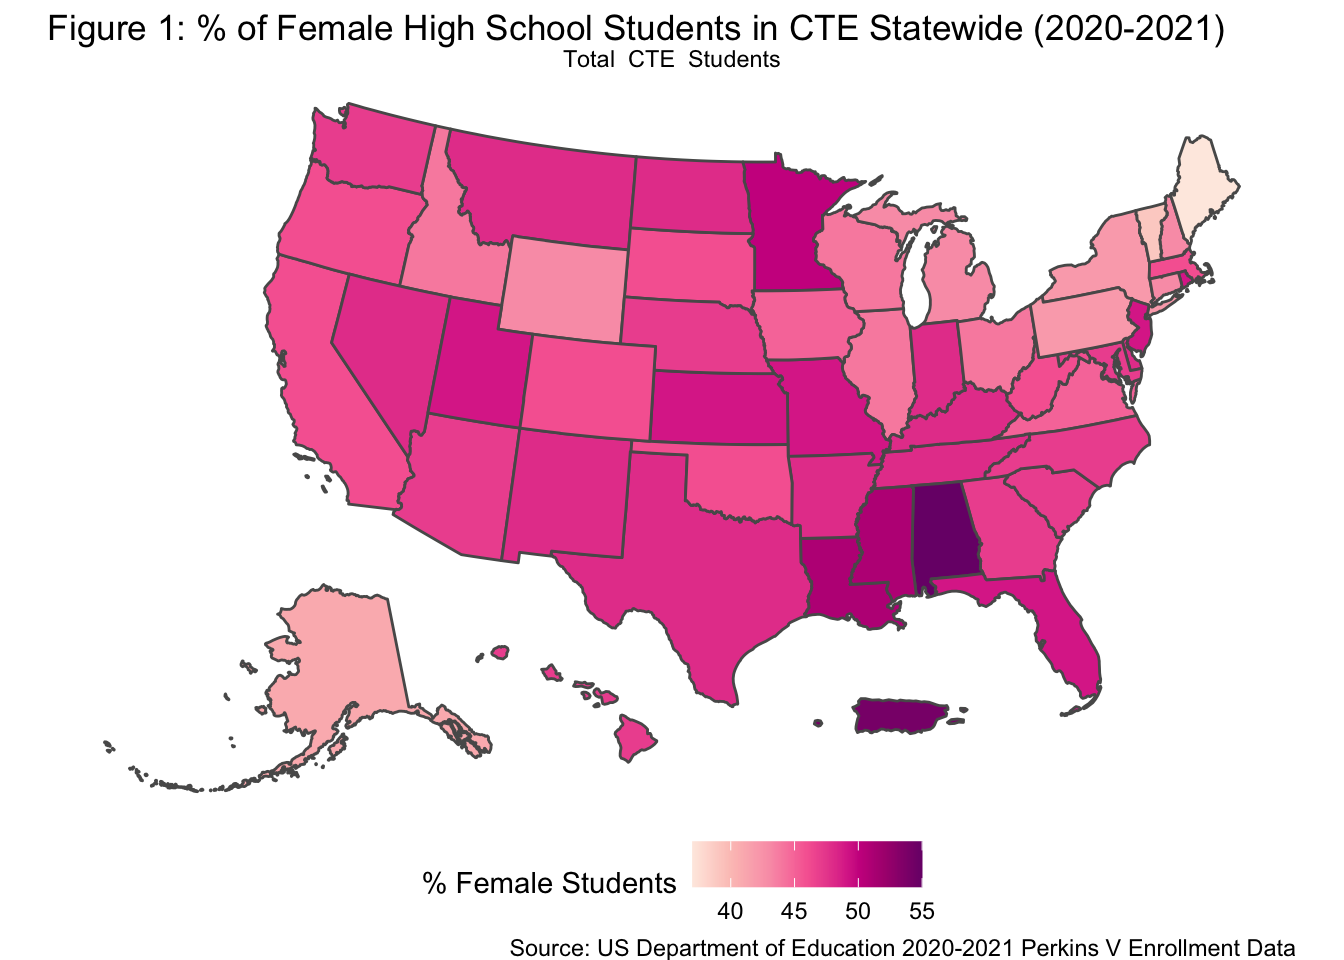 Figure 1: % of Female High School Students in CTE Statewide (2020-2021)
Total CTE Students
% Female Students
40 45 50 55
Source: US Department of Education 2020-2021 Perkins V Enrollment Data